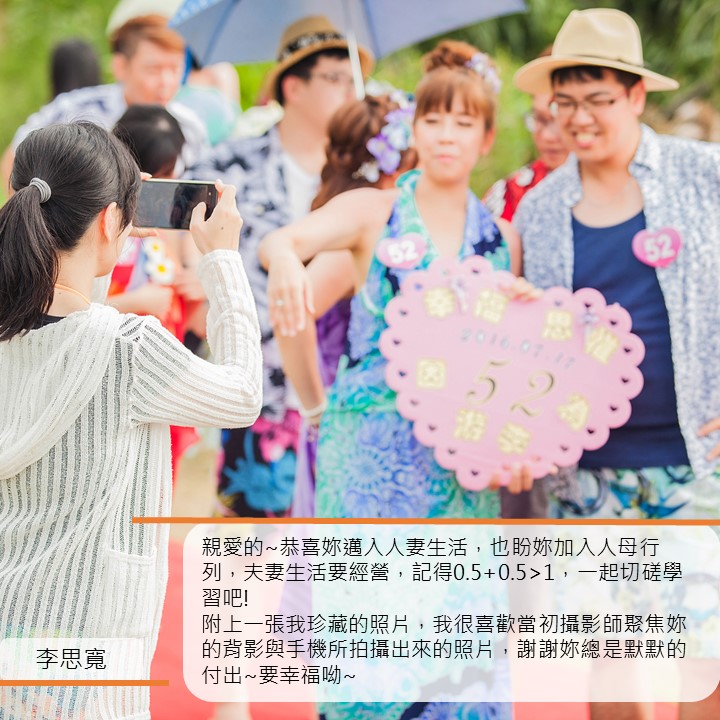 52
52
幸福
2016.07.
52
親愛的~恭喜妳邁入人妻生活，也盼妳加入人母行
列，夫妻生活要經營，記得0.5+0.5>1，一起切磋學
習吧!
附上一張我珍藏的照片，我很喜歡當初攝影師聚焦妳
的背影與手機所拍攝出來的照片，謝謝妳總是默默的
付出~要幸福呦~
李思寬